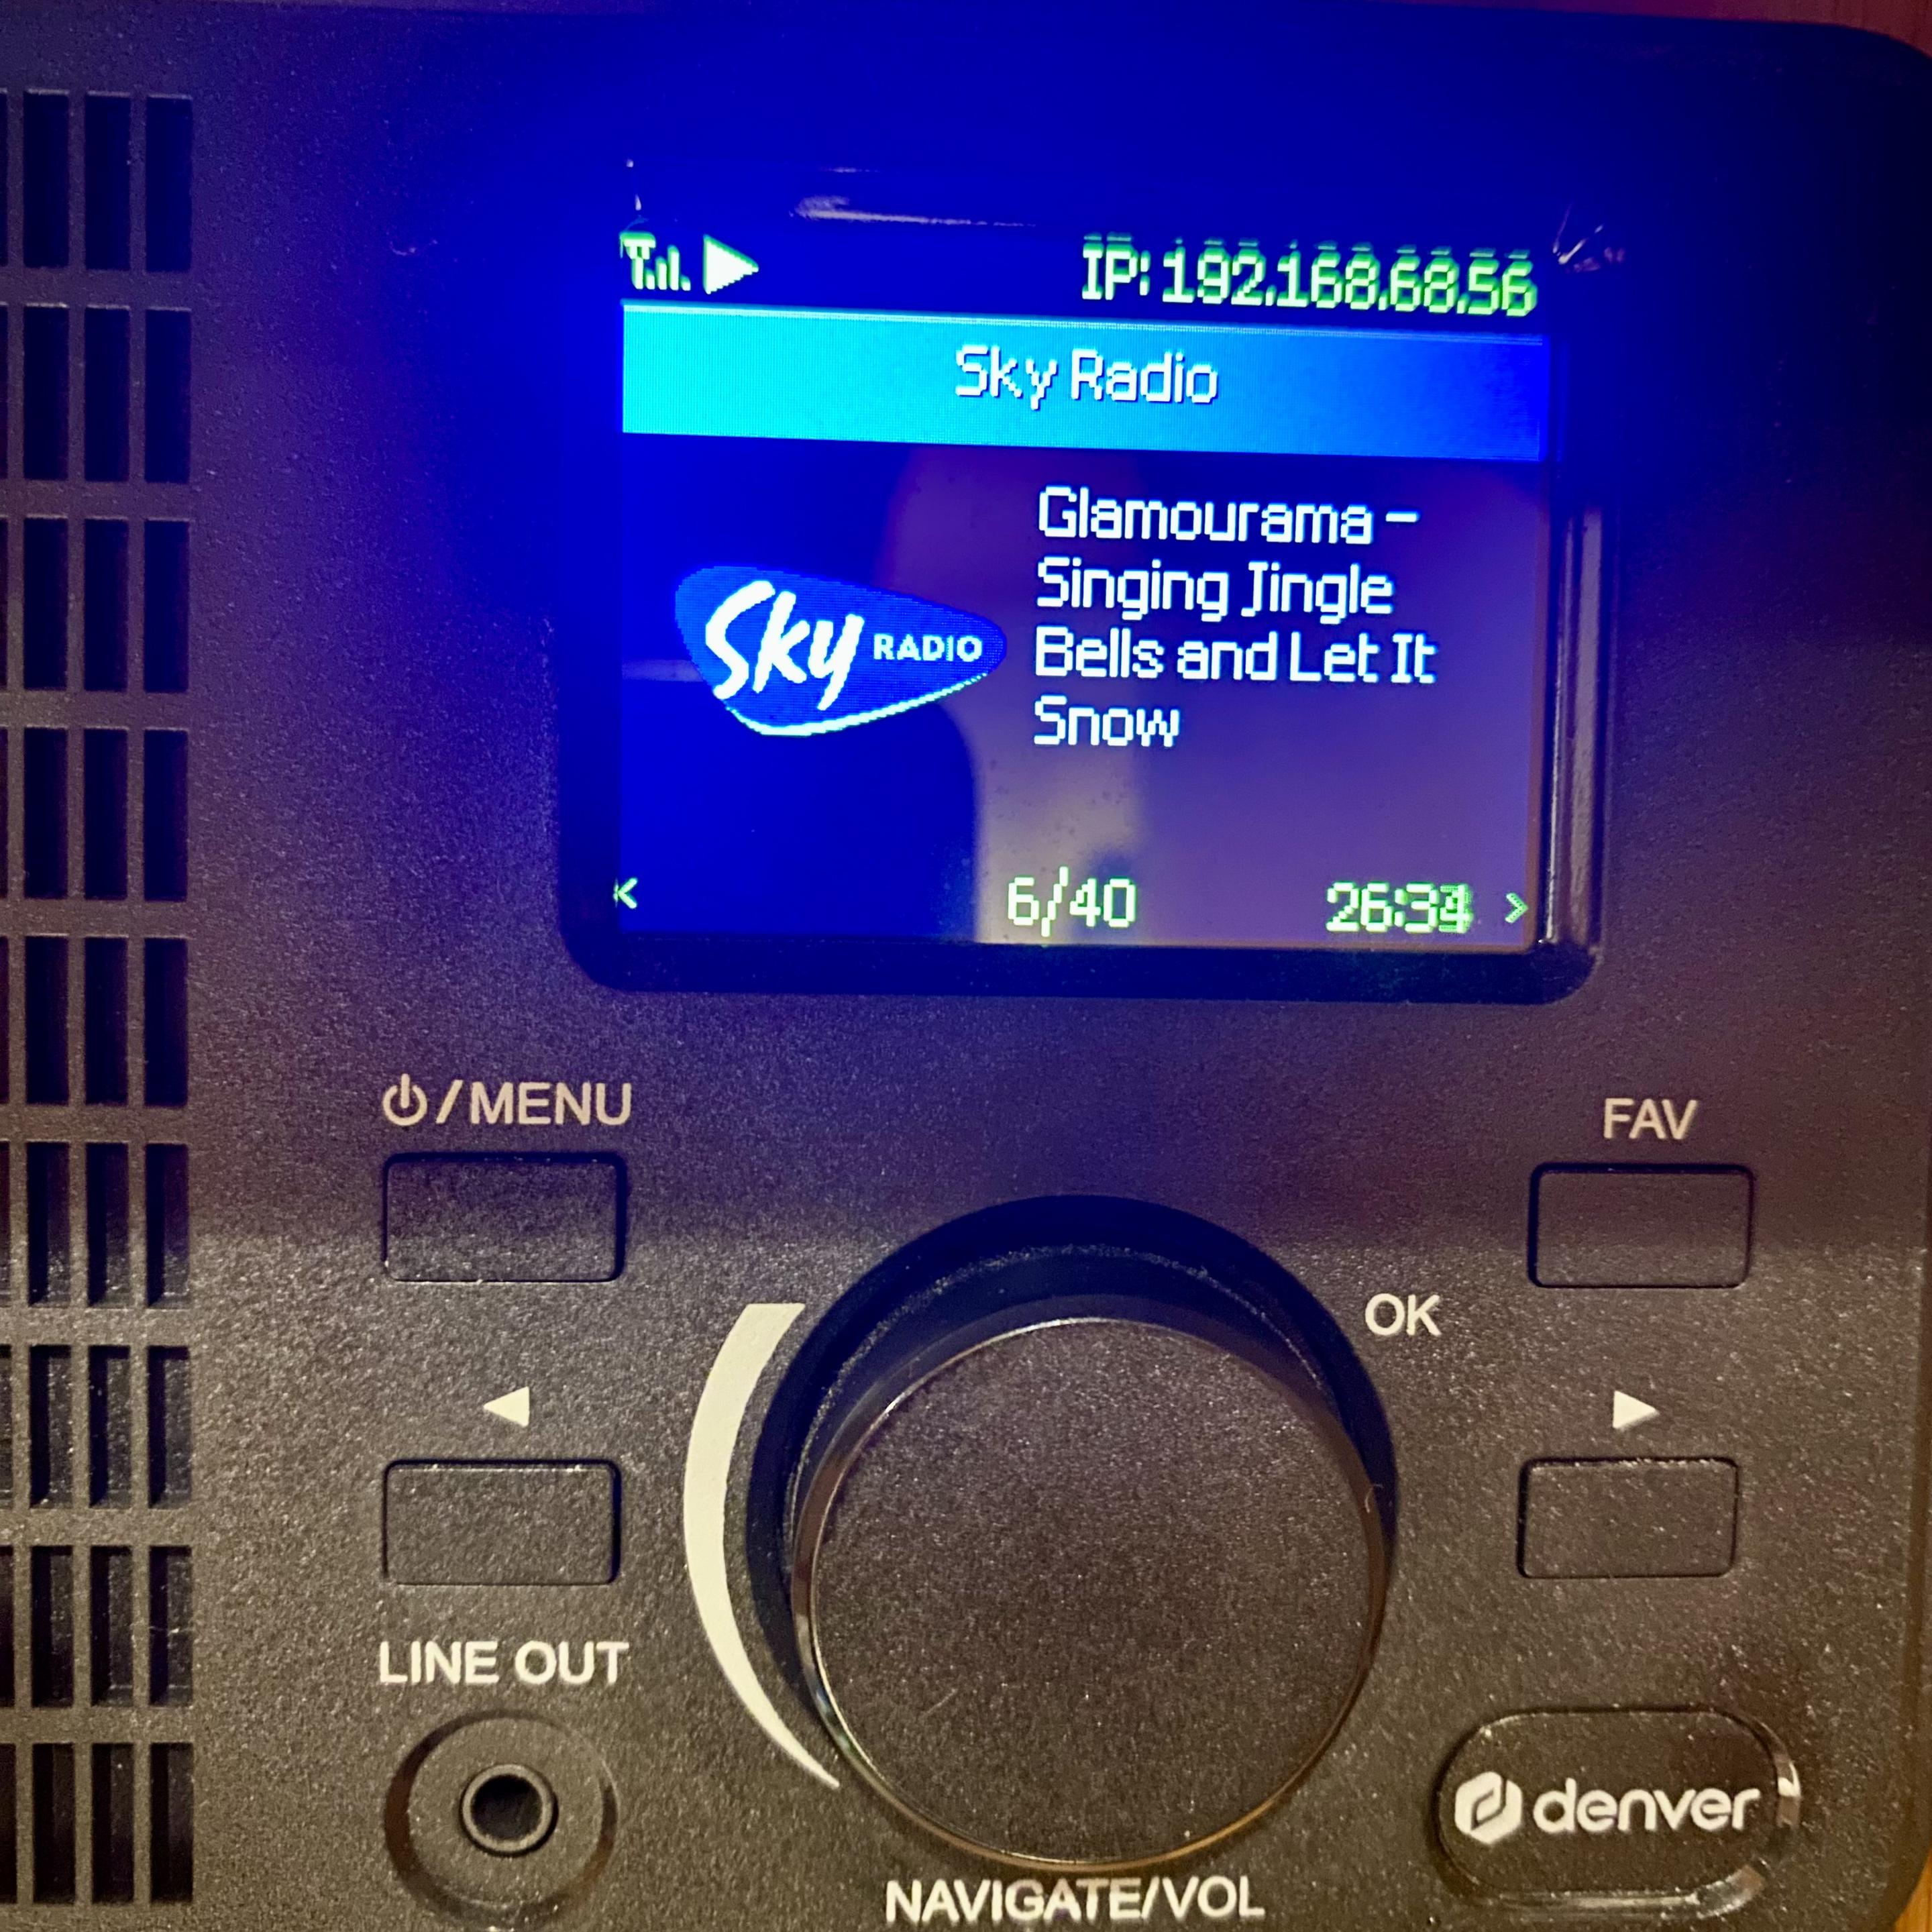 IP: 192.168.68.56
Sky Radio
Glamourama -
Singing Jingle
Bells and Let It
Snow
Sky RADIO
6/40
/MENU
FAV
OK
LINE OUT
denver
NAVIGATE/VOL